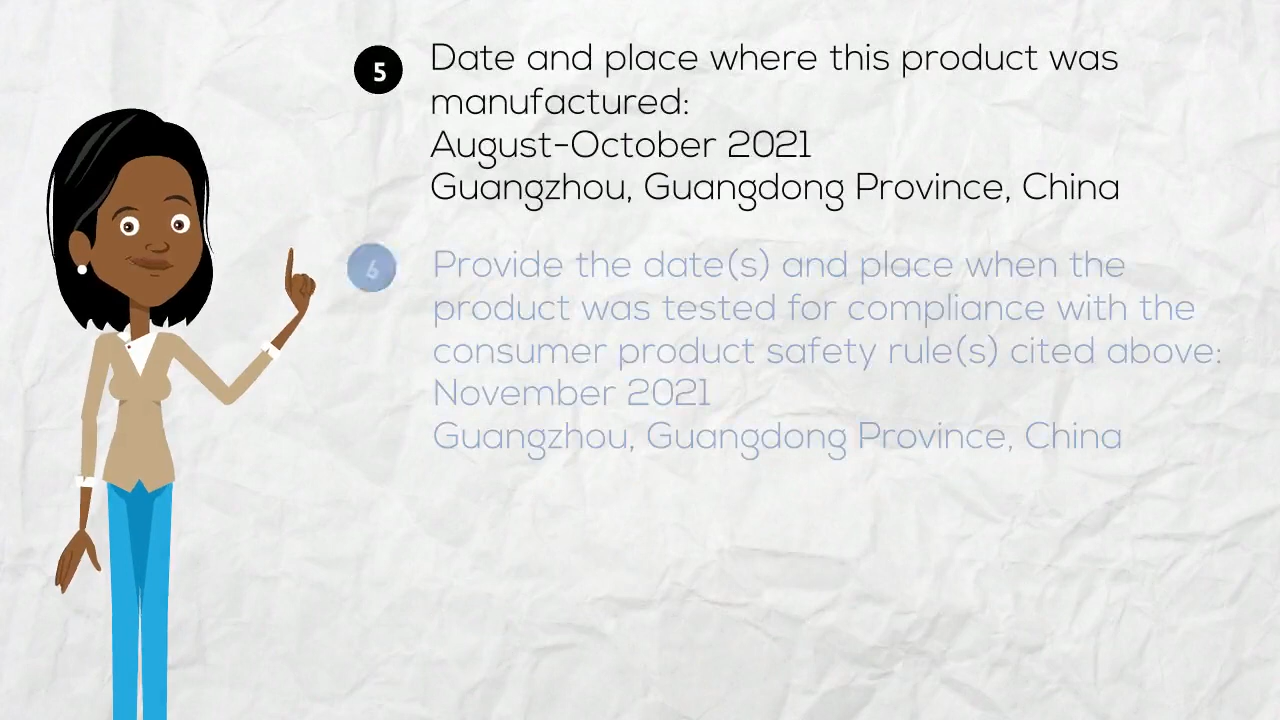 5 Date and place where this product was
manufactured:
August-October 2021
Guangzhou, Guangdong Province, China
6 Provide the date(s) and place when the
product was tested for compliance with the
consumer product safety rule(s) cited above:
November 2021
Guangzhou, Guangdong Province, China